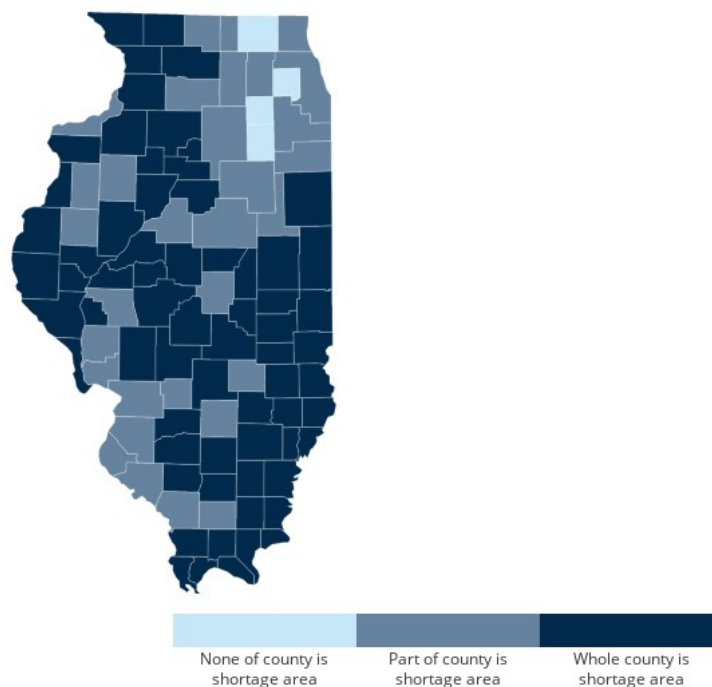 None of county is
shortage area
Part of county is
shortage area
Whole county is
shortage area